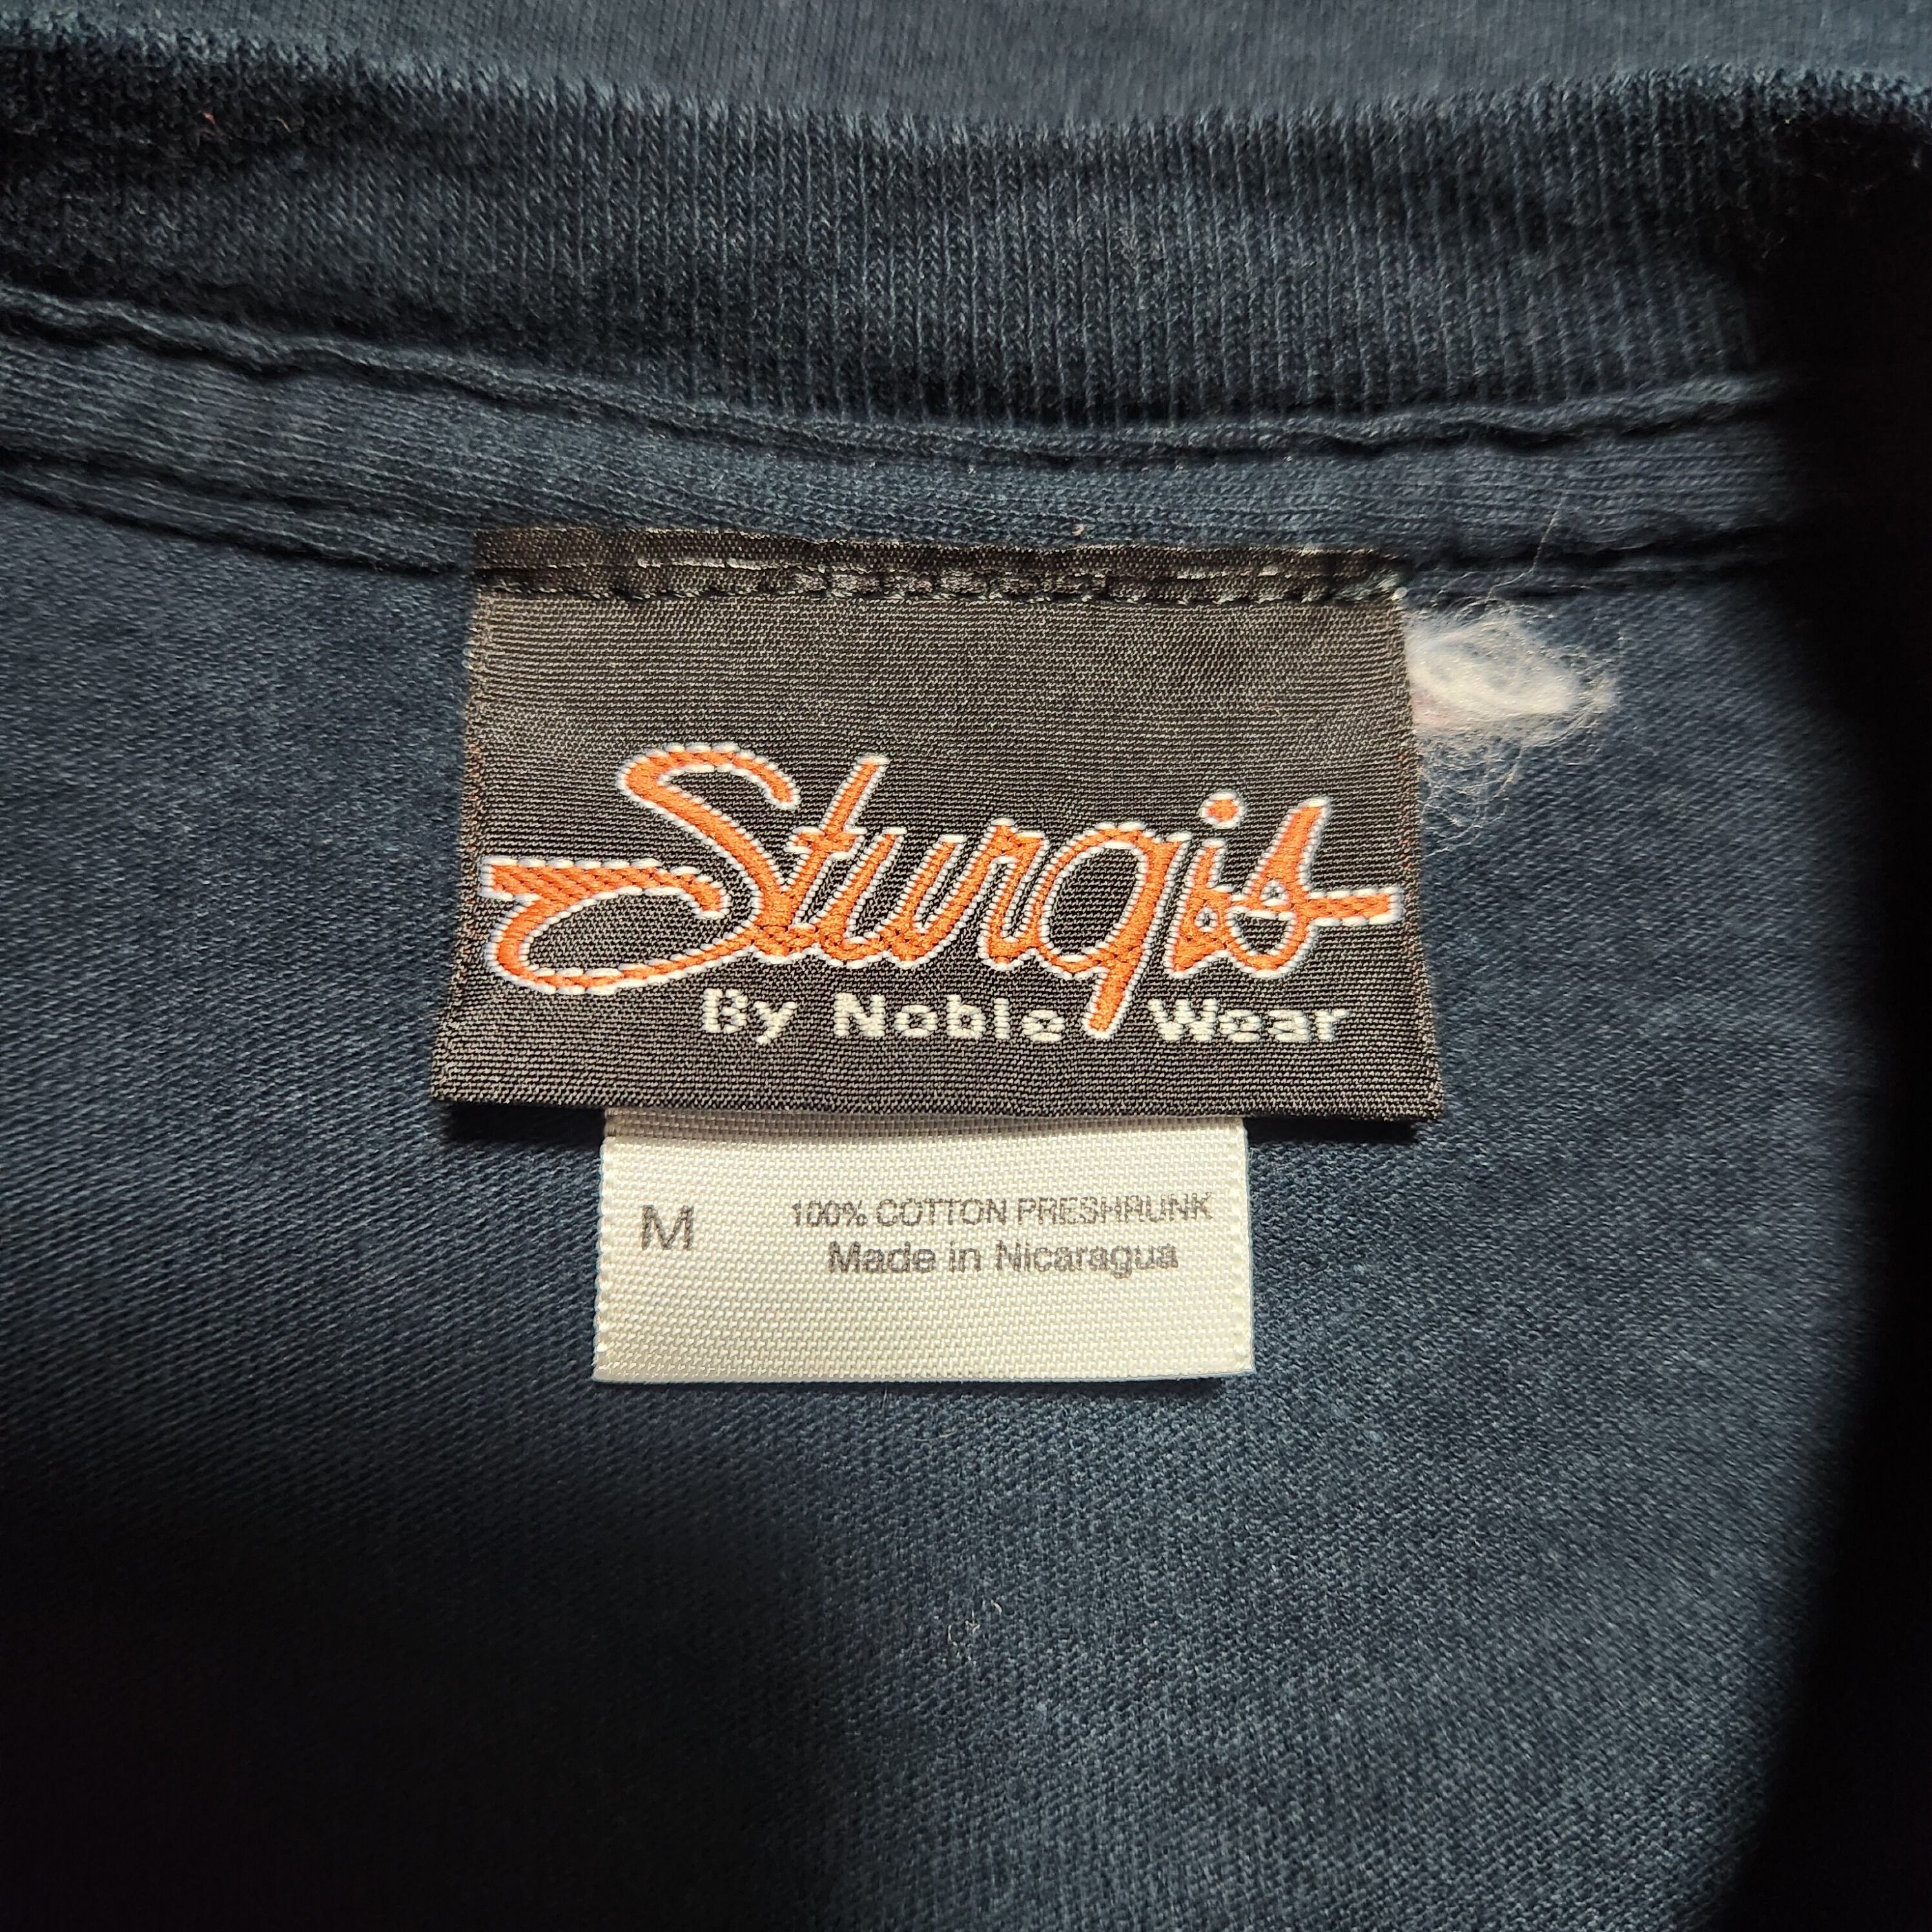 Sturgis
By Noble Wear
M
100% COTTON PRESHRUNK
Made in Nicaragua